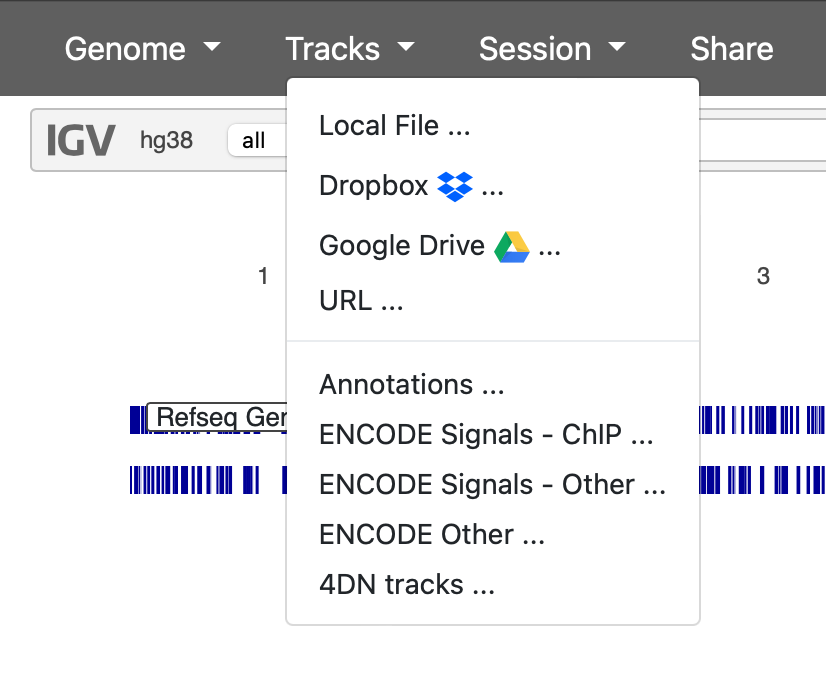 Genome Tracks Session Share
IGV hg38 all
Local File ...
Dropbox ...
Google Drive ...
1 3
URL ...
Annotations ...
Refseq Ger
ENCODE Signals - ChIP ...
ENCODE Signals - Other ...
ENCODE Other ...
4DN tracks ...